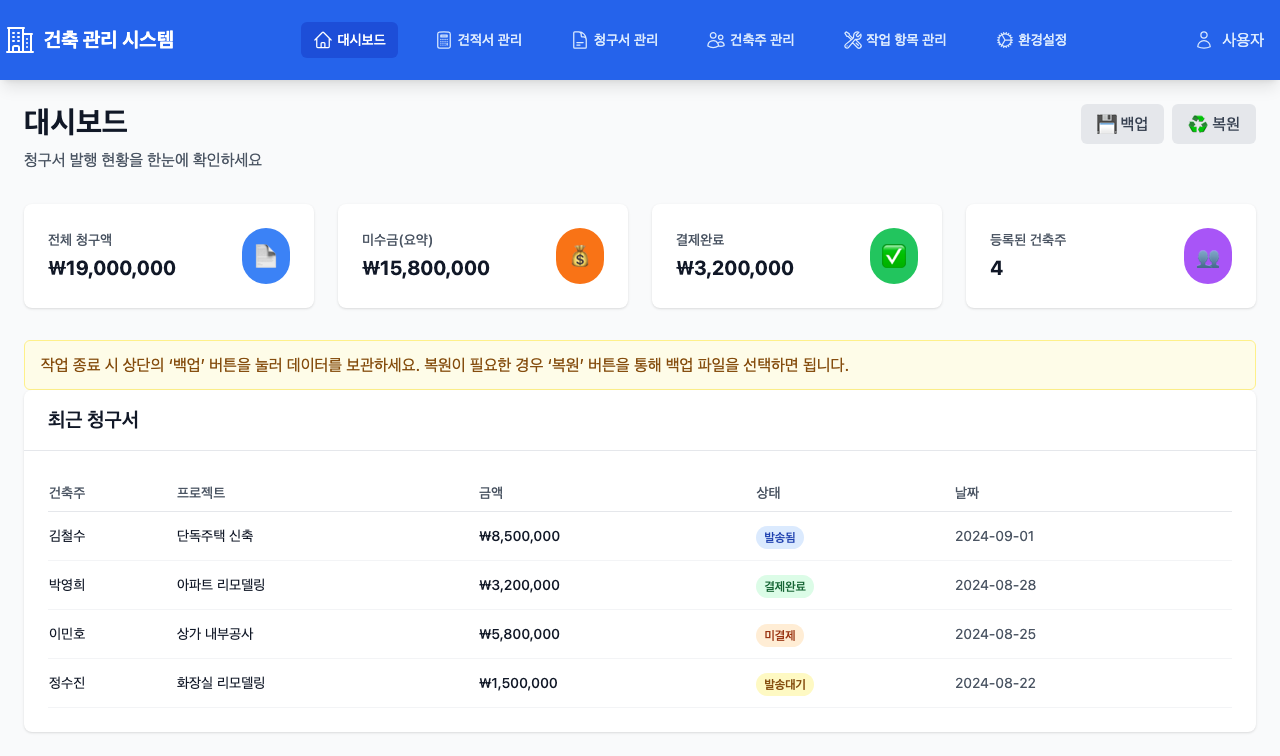 건축 관리 시스템
대시보드
견적서 관리
청구서 관리
건축주 관리
작업 항목 관리
환경설정
사용자
대시보드
청구서 발행 현황을 한눈에 확인하세요
백업
복원
전체 청구액
₩19,000,000
미수금(요약)
₩15,800,000
결제완료
₩3,200,000
등록된 건축주
4
작업 종료 시 상단의 ‘백업’ 버튼을 눌러 데이터를 보관하세요. 복원이 필요한 경우 ‘복원’ 버튼을 통해 백업 파일을 선택하면 됩니다.
최근 청구서
건축주 프로젝트 금액 상태 날짜
김철수 단독주택 신축 ₩8,500,000 발송됨 2024-09-01
박영희 아파트 리모델링 ₩3,200,000 결제완료 2024-08-28
이민호 상가 내부공사 ₩5,800,000 미결제 2024-08-25
정수진 화장실 리모델링 ₩1,500,000 발송대기 2024-08-22